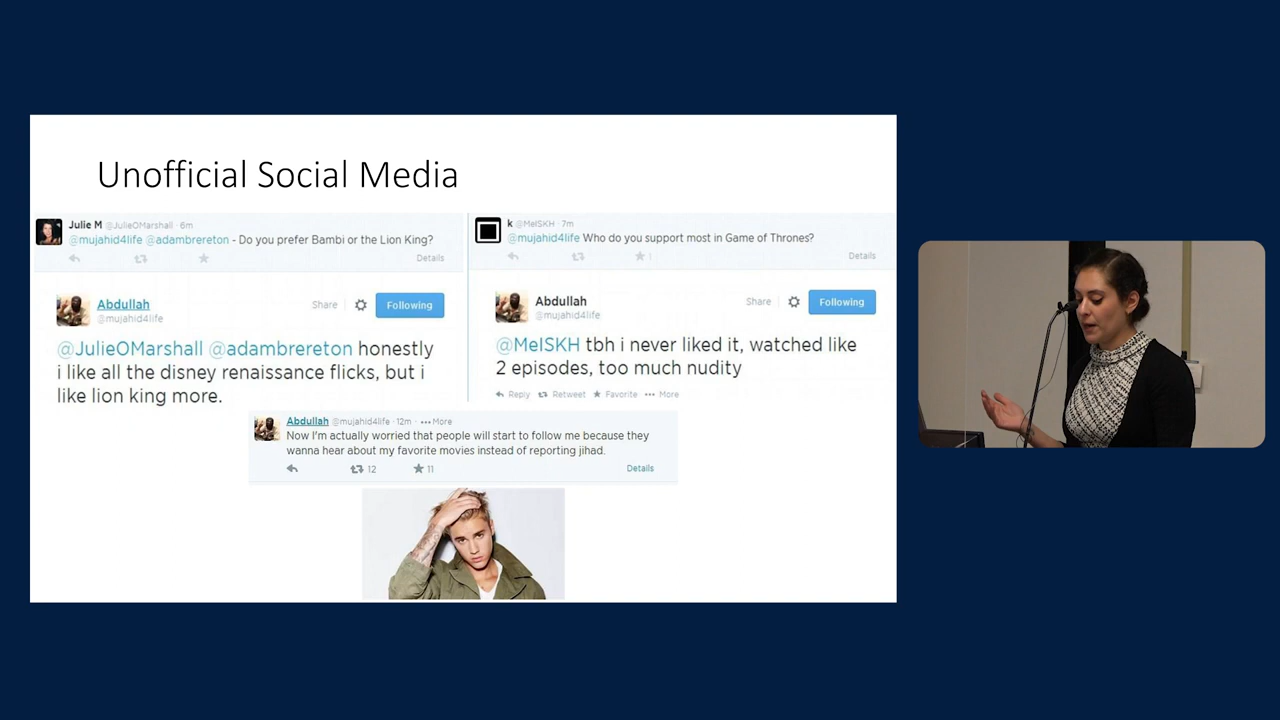 Unofficial Social Media
Julie M @JulieOMarshall · 6m
@mujahid4life @adambrereton - Do you prefer Bambi or the Lion King?
Details
Abdullah
@mujahid4life
Share
Following
@JulieOMarshall @adambrereton honestly
i like all the disney renaissance flicks, but i
like lion king more.
k @MeISKH · 7m
@mujahid4life Who do you support most in Game of Thrones?
1
Details
Abdullah
@mujahid4life
Share
Following
@MeISKH tbh i never liked it, watched like
2 episodes, too much nudity
Reply Retweet Favorite ••• More
Abdullah @mujahid4life · 12m · ••• More
Now I'm actually worried that people will start to follow me because they
wanna hear about my favorite movies instead of reporting jihad.
12 11 Details